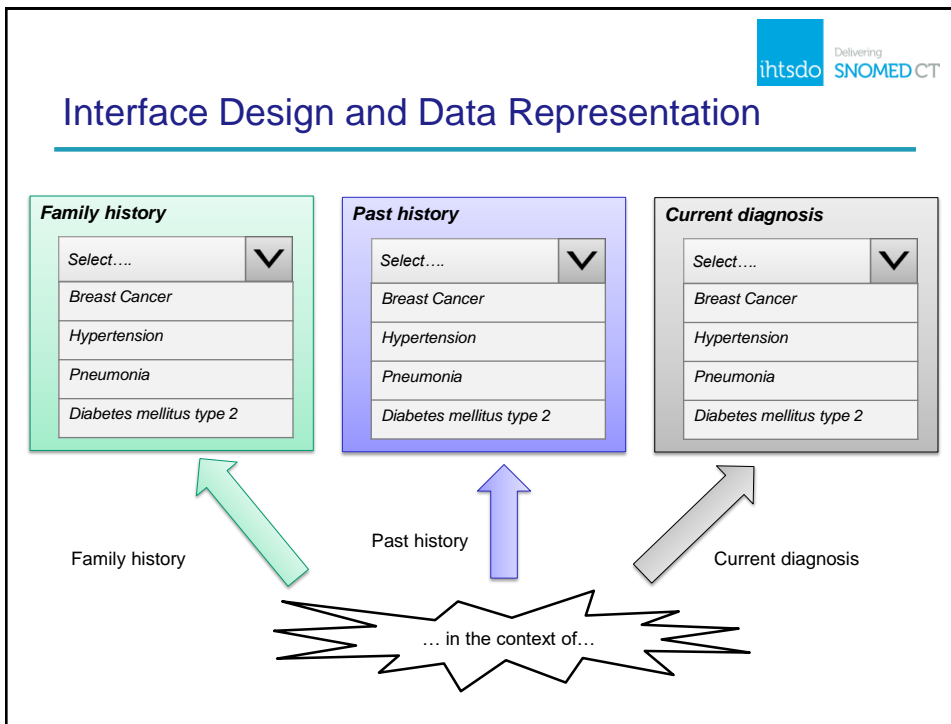 ihtsdo
Delivering
SNOMED CT
Interface Design and Data Representation
Family history
Select….
Breast Cancer
Hypertension
Pneumonia
Diabetes mellitus type 2
Past history
Select….
Breast Cancer
Hypertension
Pneumonia
Diabetes mellitus type 2
Current diagnosis
Select….
Breast Cancer
Hypertension
Pneumonia
Diabetes mellitus type 2
Family history
Past history
Current diagnosis
… in the context of…